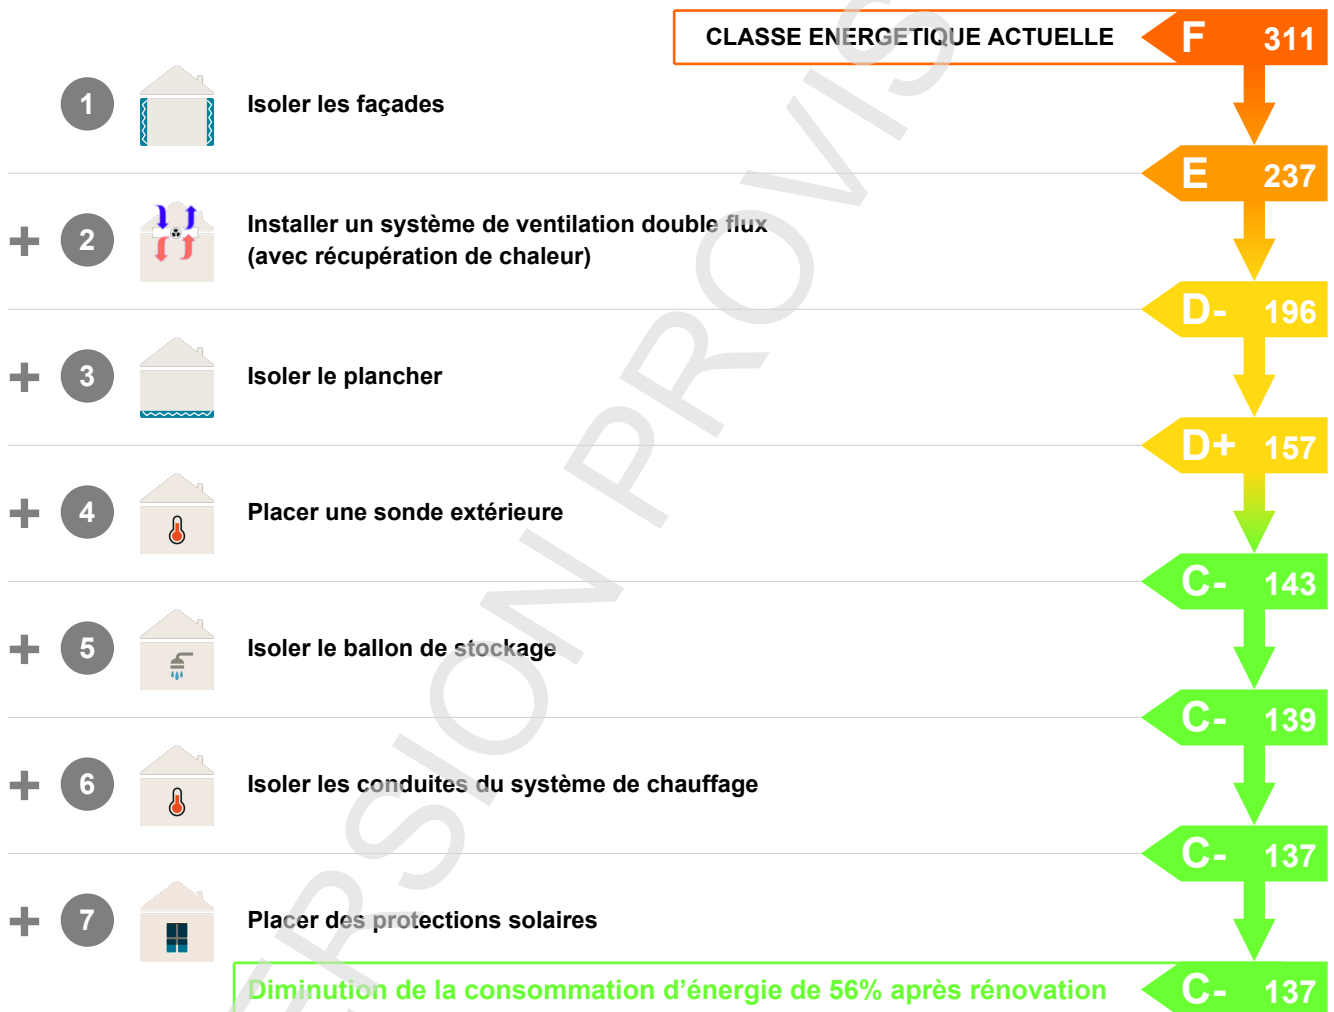 CLASSE ENERGETIQUE ACTUELLE F 311
1 Isoler les façades
E 237
+ 2 Installer un système de ventilation double flux
(avec récupération de chaleur)
D- 196
+ 3 Isoler le plancher
D+ 157
+ 4 Placer une sonde extérieure
C- 143
+ 5 Isoler le ballon de stockage
C- 139
+ 6 Isoler les conduites du système de chauffage
C- 137
+ 7 Placer des protections solaires
Diminution de la consommation d’énergie de 56% après rénovation C- 137
ERSION PROVIS